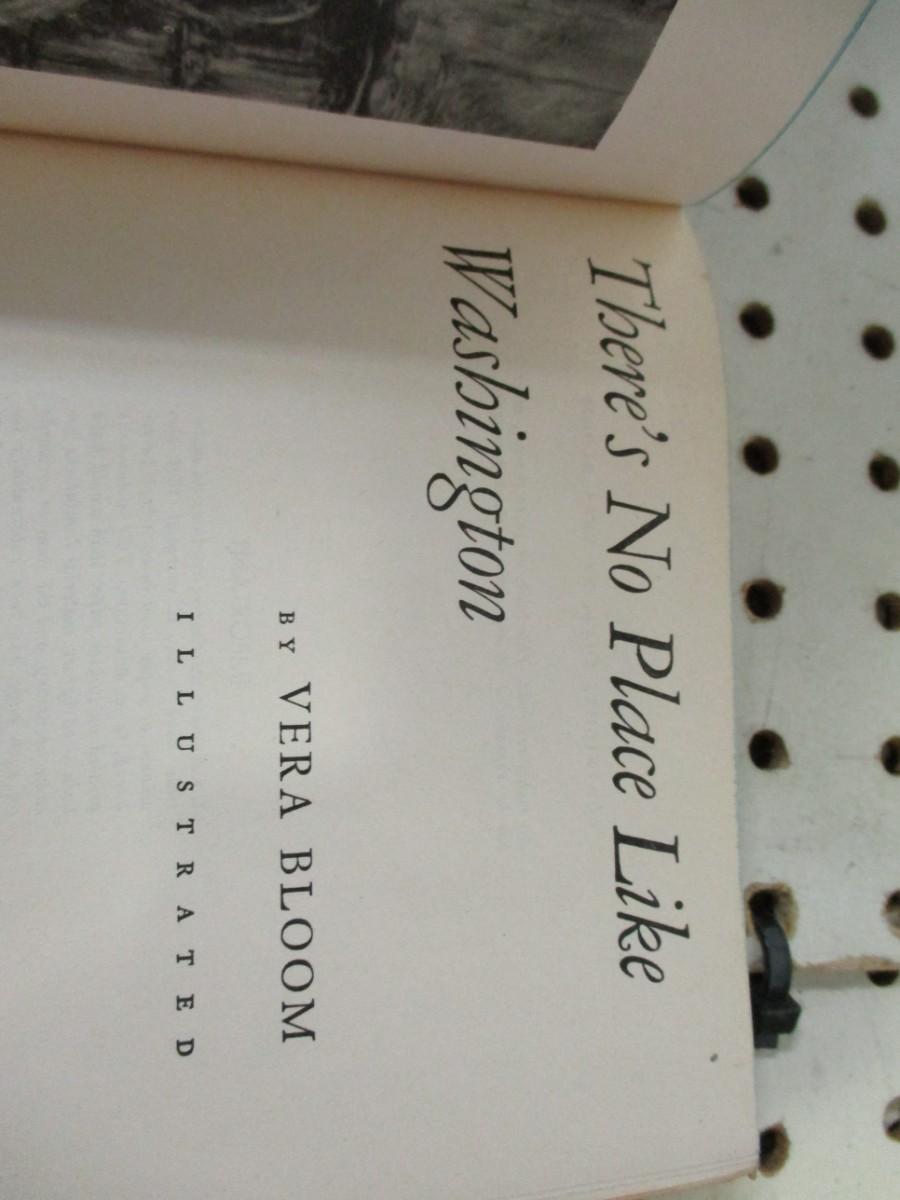 There's No Place Like
Washington
BY VERA BLOOM
ILLUSTRATED